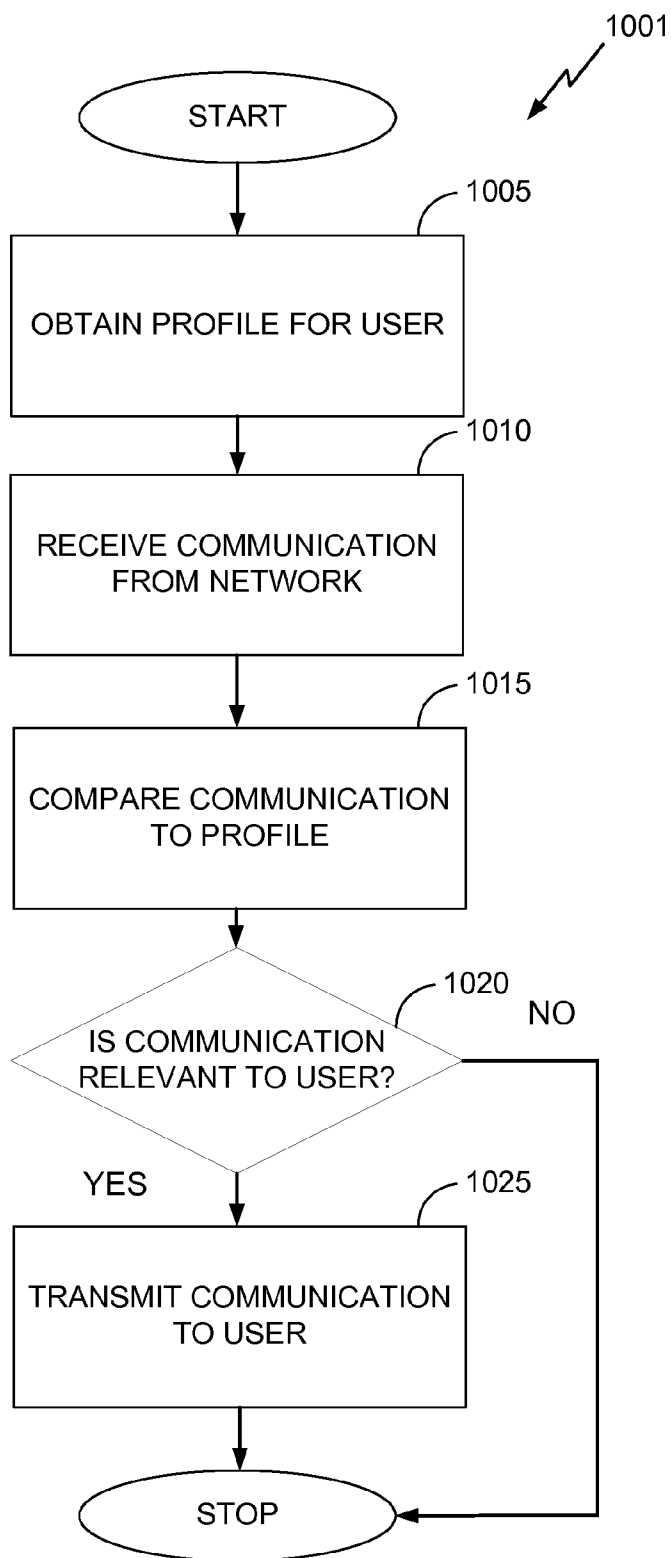 1001
START
1005
OBTAIN PROFILE FOR USER
1010
RECEIVE COMMUNICATION
FROM NETWORK
1015
COMPARE COMMUNICATION
TO PROFILE
1020
NO
IS COMMUNICATION
RELEVANT TO USER?
YES
1025
TRANSMIT COMMUNICATION
TO USER
STOP